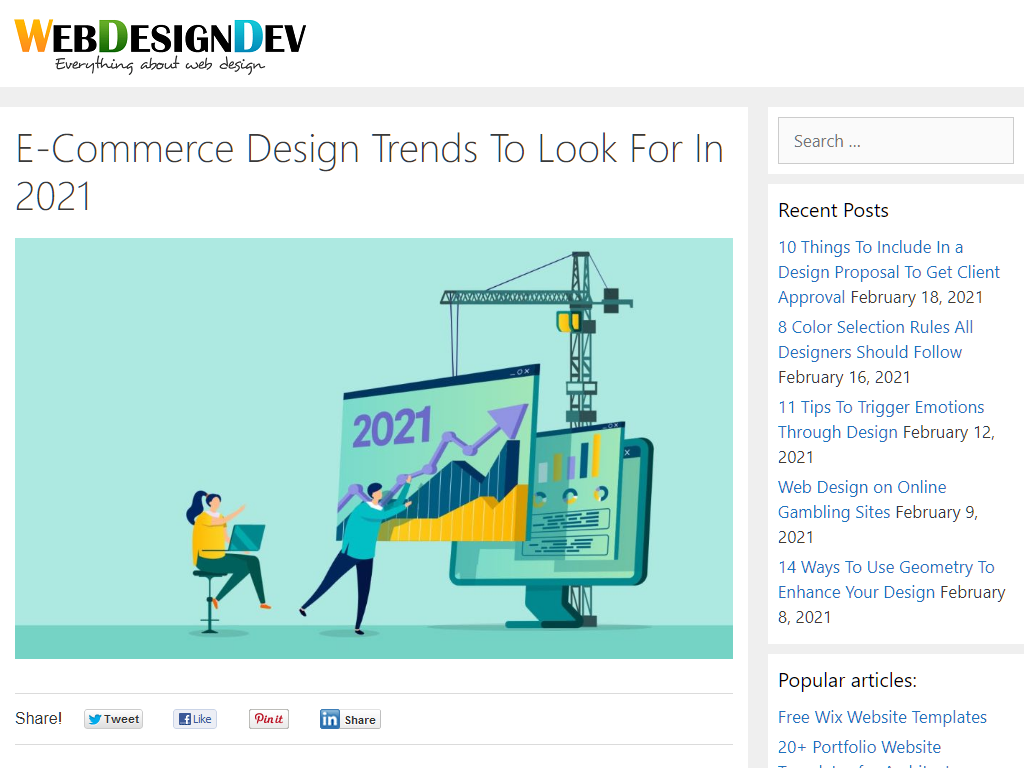 WEBDESIGNDEV
Everything about web design
E-Commerce Design Trends To Look For In
2021
2021
Share!
Tweet
Like
Pin it
in Share
Search ...
Recent Posts
10 Things To Include In a
Design Proposal To Get Client
Approval February 18, 2021
8 Color Selection Rules All
Designers Should Follow
February 16, 2021
11 Tips To Trigger Emotions
Through Design February 12,
2021
Web Design on Online
Gambling Sites February 9,
2021
14 Ways To Use Geometry To
Enhance Your Design February
8, 2021
Popular articles:
Free Wix Website Templates
20+ Portfolio Website